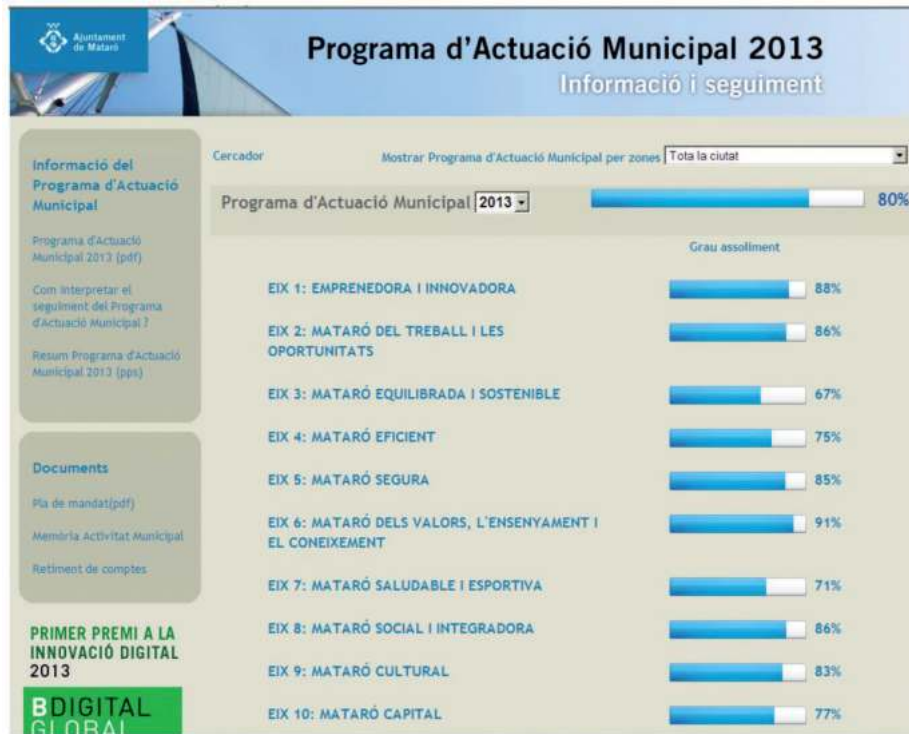 Ajuntament
de Mataró
Programa d'Actuació Municipal 2013
Informació i seguiment
Informació del
Programa d'Actuació
Municipal
Programa d'Actuació
Municipal 2013 (pdf)
Com interpretar el
seguiment del Programa
d'Actuació Municipal ?
Resum Programa d'Actuació
Municipal 2013 (pps)
Documents
Pla de mandat(pdf)
Memòria Activitat Municipal
Retiment de comptes
PRIMER PREMI A LA
INNOVACIÓ DIGITAL
2013
BDIGITAL
GLOBAL
Cercador
Mostrar Programa d'Actuació Municipal per zones Tota la ciutat
Programa d'Actuació Municipal 2013 80%
Grau assoliment
EIX 1: EMPRENEDORA I INNOVADORA 88%
EIX 2: MATARÓ DEL TREBALL I LES
OPORTUNITATS 86%
EIX 3: MATARÓ EQUILIBRADA I SOSTENIBLE 67%
EIX 4: MATARÓ EFICIENT 75%
EIX 5: MATARÓ SEGURA 85%
EIX 6: MATARÓ DELS VALORS, L'ENSENYAMENT I
EL CONEIXEMENT 91%
EIX 7: MATARÓ SALUDABLE I ESPORTIVA 71%
EIX 8: MATARÓ SOCIAL I INTEGRADORA 86%
EIX 9: MATARÓ CULTURAL 83%
EIX 10: MATARÓ CAPITAL 77%